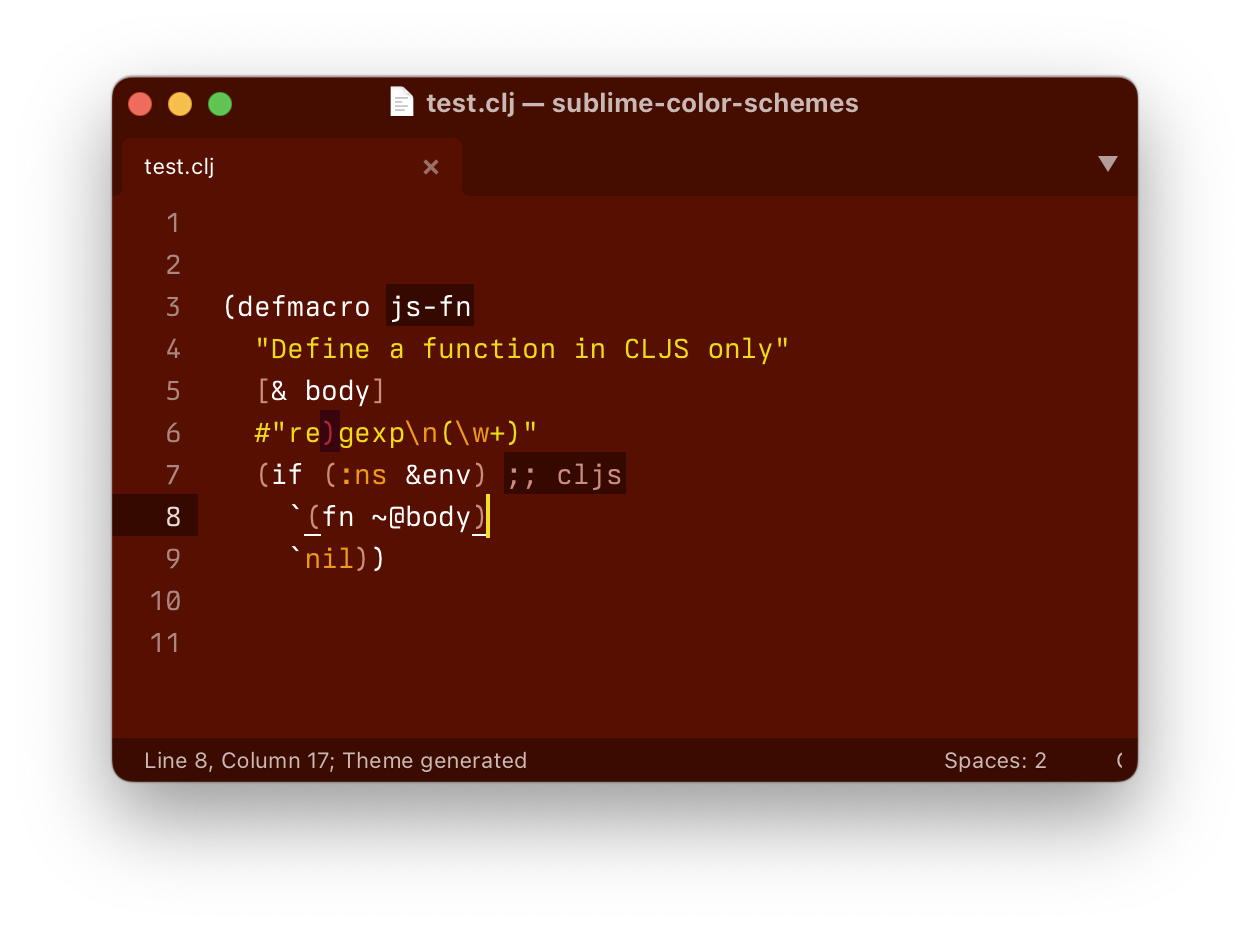 test.clj — sublime-color-schemes
test.clj
1
2
3 (defmacro js-fn
4 "Define a function in CLJS only"
5 [& body]
6 #"re)gexp\n(\w+)"
7 (if (:ns &env) ;; cljs
8 `(fn ~@body)
9 `nil))
10
11
Line 8, Column 17; Theme generated Spaces: 2